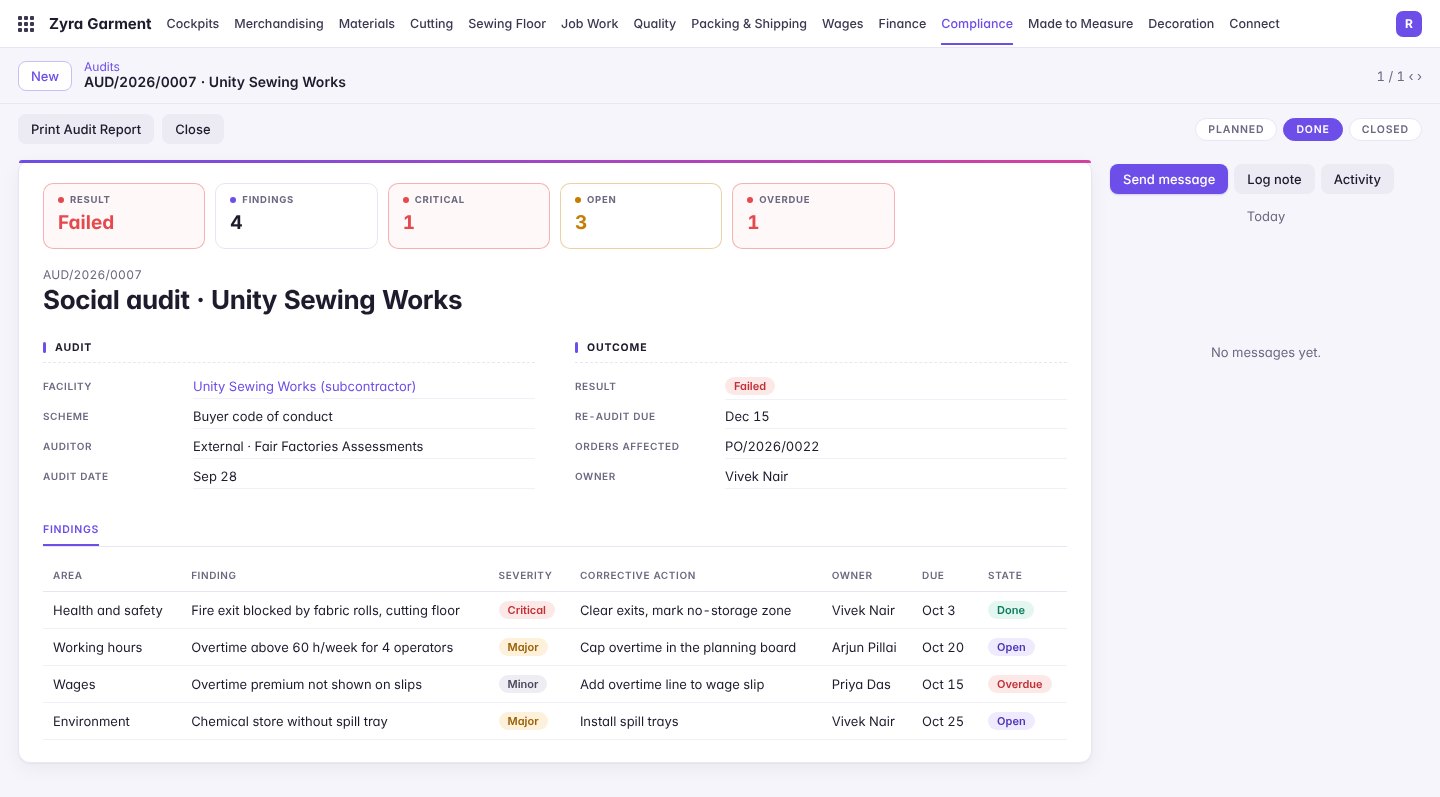 Zyra Garment Cockpits Merchandising Materials Cutting Sewing Floor Job Work Quality Packing & Shipping Wages Finance Compliance Made to Measure Decoration Connect R
New
Audits
AUD/2026/0007 · Unity Sewing Works
1 / 1 ‹ ›
Print Audit Report Close
PLANNED DONE CLOSED
RESULT
Failed
FINDINGS
4
CRITICAL
1
OPEN
3
OVERDUE
1
Send message Log note Activity
Today
No messages yet.
AUD/2026/0007
Social audit · Unity Sewing Works
AUDIT
FACILITY Unity Sewing Works (subcontractor)
SCHEME Buyer code of conduct
AUDITOR External · Fair Factories Assessments
AUDIT DATE Sep 28
OUTCOME
RESULT Failed
RE-AUDIT DUE Dec 15
ORDERS AFFECTED PO/2026/0022
OWNER Vivek Nair
FINDINGS
AREA FINDING SEVERITY CORRECTIVE ACTION OWNER DUE STATE
Health and safety Fire exit blocked by fabric rolls, cutting floor Critical Clear exits, mark no-storage zone Vivek Nair Oct 3 Done
Working hours Overtime above 60 h/week for 4 operators Major Cap overtime in the planning board Arjun Pillai Oct 20 Open
Wages Overtime premium not shown on slips Minor Add overtime line to wage slip Priya Das Oct 15 Overdue
Environment Chemical store without spill tray Major Install spill trays Vivek Nair Oct 25 Open